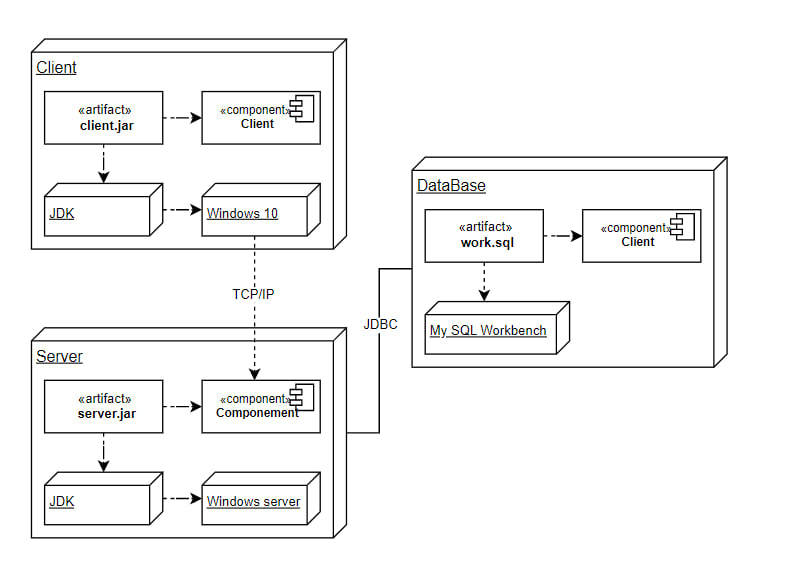 Client
«artifact»
client.jar
«component»
Client
JDK
Windows 10
TCP/IP
Server
«artifact»
server.jar
«component»
Componement
JDK
Windows server
JDBC
DataBase
«artifact»
work.sql
«component»
Client
My SQL Workbench